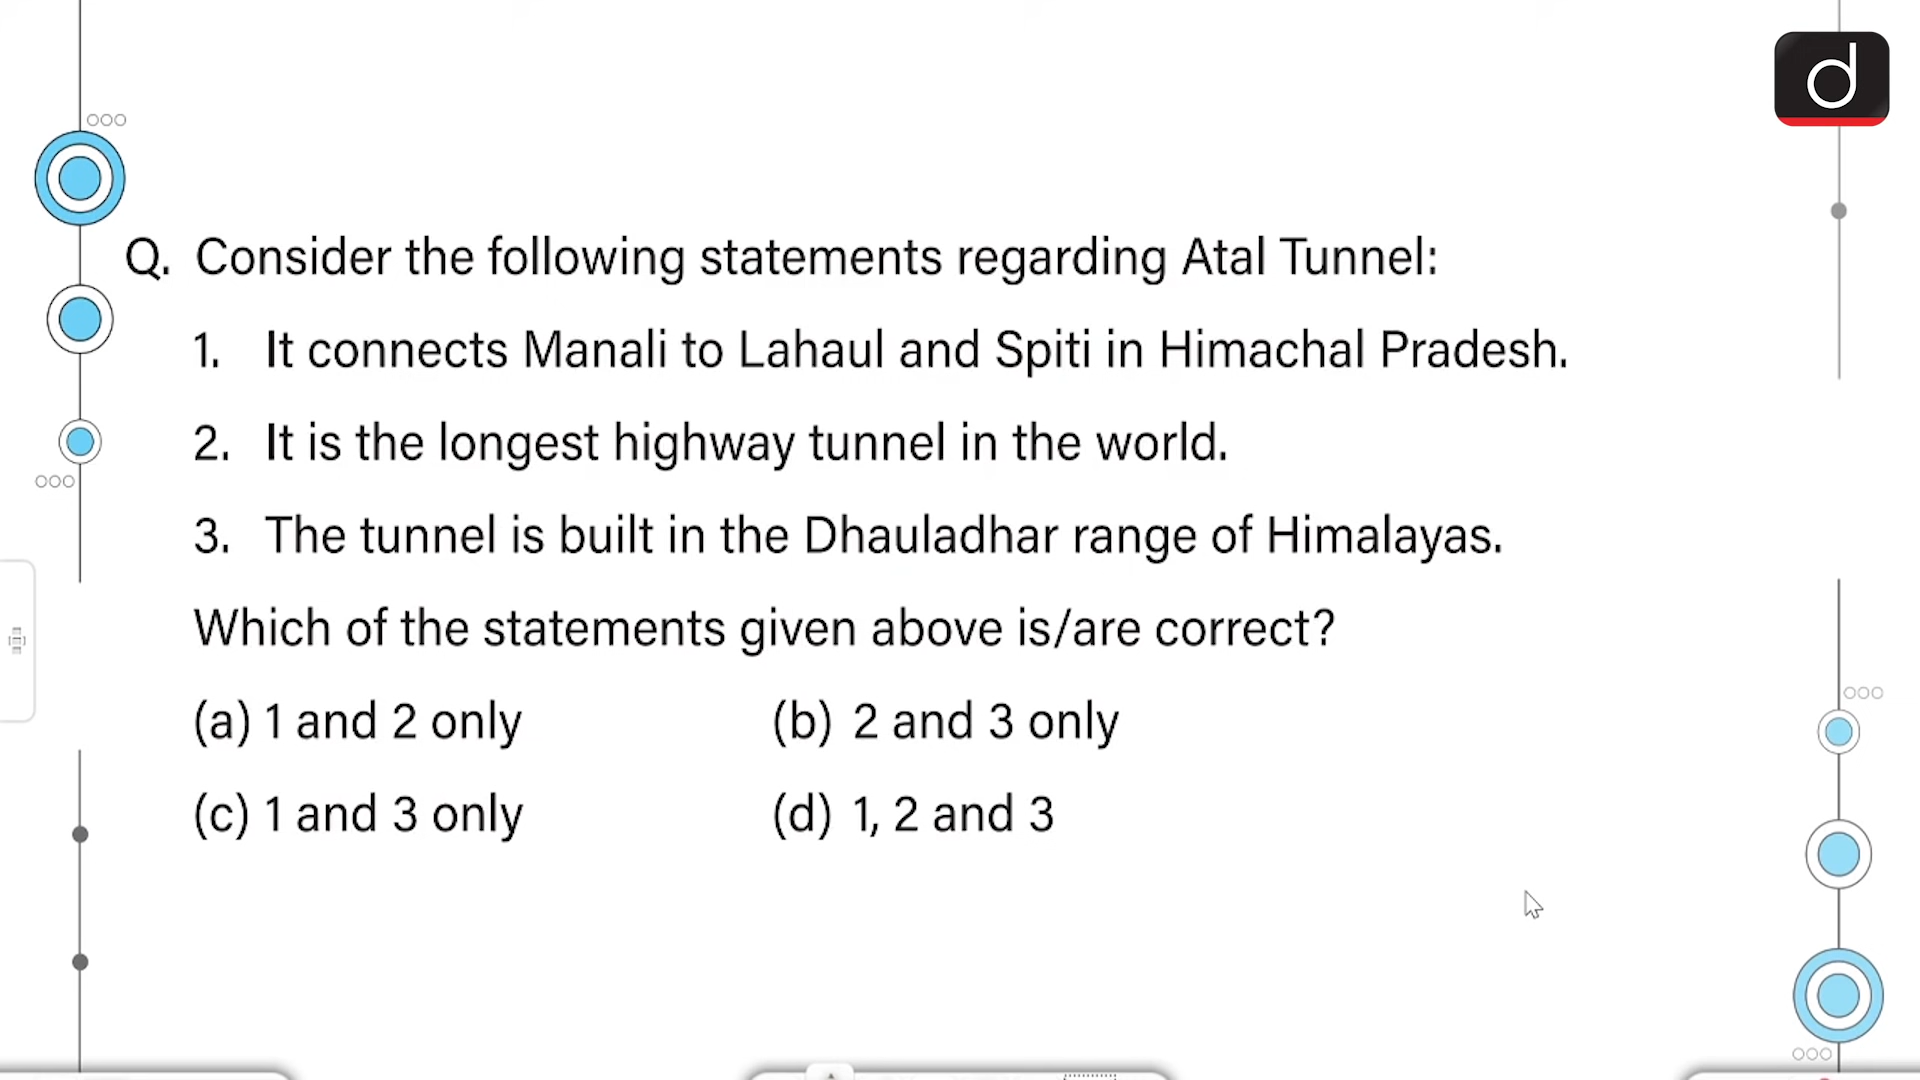 d
Q. Consider the following statements regarding Atal Tunnel:
1. It connects Manali to Lahaul and Spiti in Himachal Pradesh.
2. It is the longest highway tunnel in the world.
3. The tunnel is built in the Dhauladhar range of Himalayas.
Which of the statements given above is/are correct?
(a) 1 and 2 only (b) 2 and 3 only
(c) 1 and 3 only (d) 1, 2 and 3